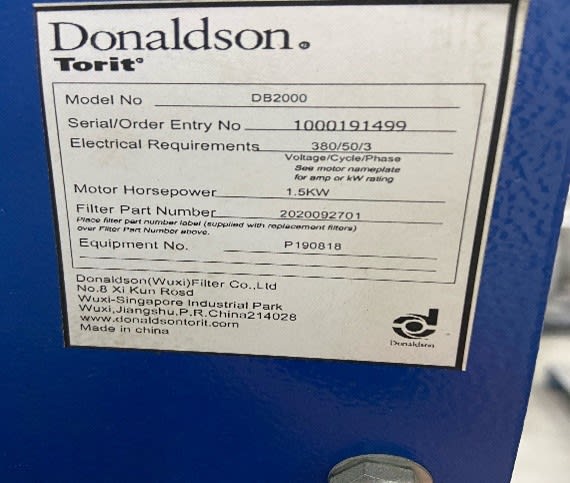 Donaldson®
Torit®
Model No DB2000
Serial/Order Entry No 1000191499
Electrical Requirements 380/50/3
Voltage/Cycle/Phase
See motor nameplate
for amp or kW rating
Motor Horsepower 1.5KW
Filter Part Number 2020092701
Place filter part number label (supplied with replacement filters)
over Filter Part Number above.
Equipment No. P190818
Donaldson(Wuxi)Filter Co.,Ltd
No.8 Xi Kun Rosd
Wuxi-Singapore Industrial Park
Wuxi,Jiangshu,P.R.China214028
www.donaldsontorit.com
Made in china
Donaldson